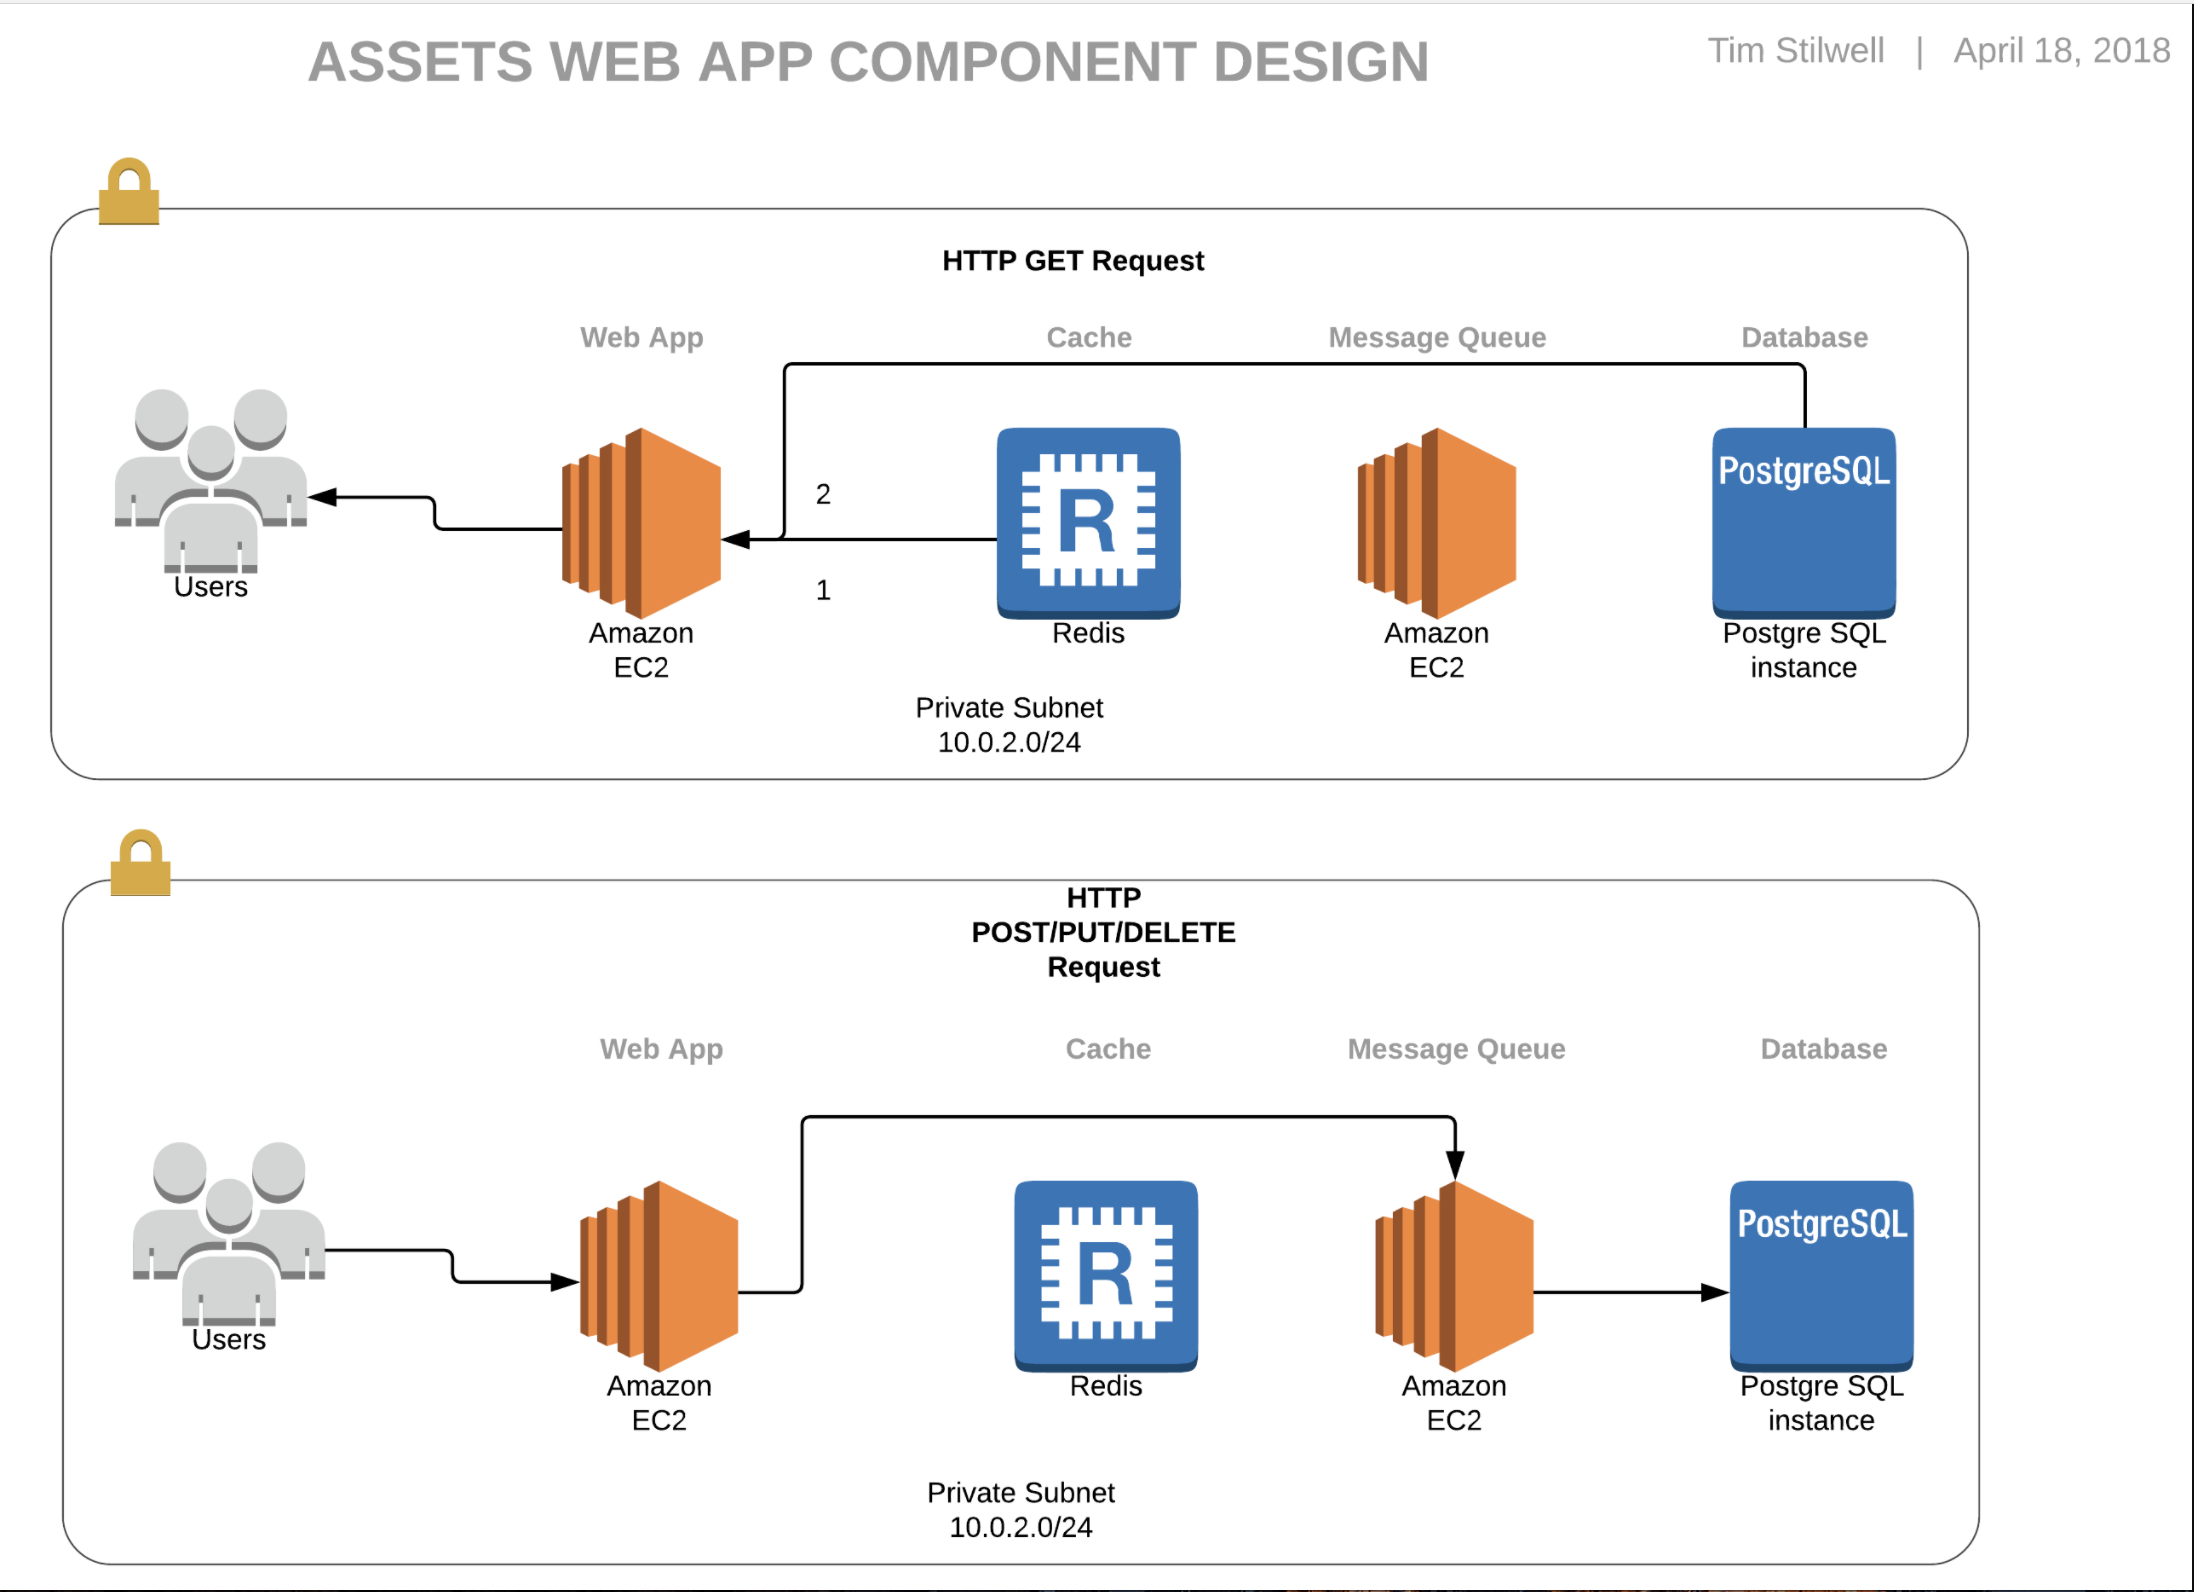 ASSETS WEB APP COMPONENT DESIGN
Tim Stilwell | April 18, 2018
HTTP GET Request
Web App
Cache
Message Queue
Database
2
1
R
PostgreSQL
Users
Amazon
EC2
Redis
Amazon
EC2
Postgre SQL
instance
Private Subnet
10.0.2.0/24
HTTP
POST/PUT/DELETE
Request
Web App
Cache
Message Queue
Database
R
PostgreSQL
Users
Amazon
EC2
Redis
Amazon
EC2
Postgre SQL
instance
Private Subnet
10.0.2.0/24